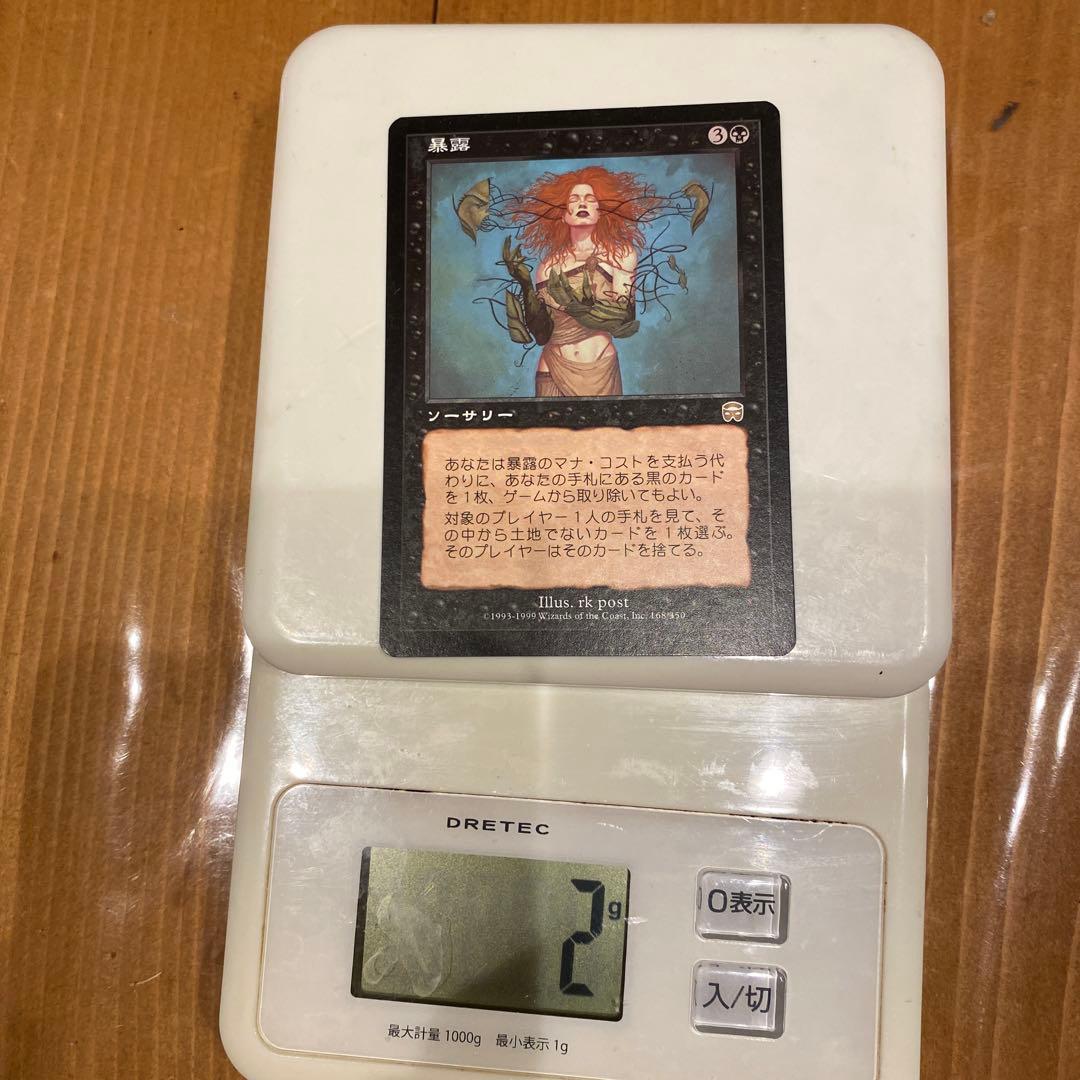 暴露
3
ソーサリー
あなたは暴露のマナ・コストを支払う代
わりに、あなたの手札にある黒のカード
を1枚、ゲームから取り除いてもよい。
対象のプレイヤー1人の手札を見て、そ
の中から土地でないカードを1枚選ぶ。
そのプレイヤーはそのカードを捨てる。
Illus. rk post
©1993-1999 Wizards of the Coast, Inc. 168/350
DRETEC
2g
0表示
入/切
最大計量 1000g 最小表示 1g